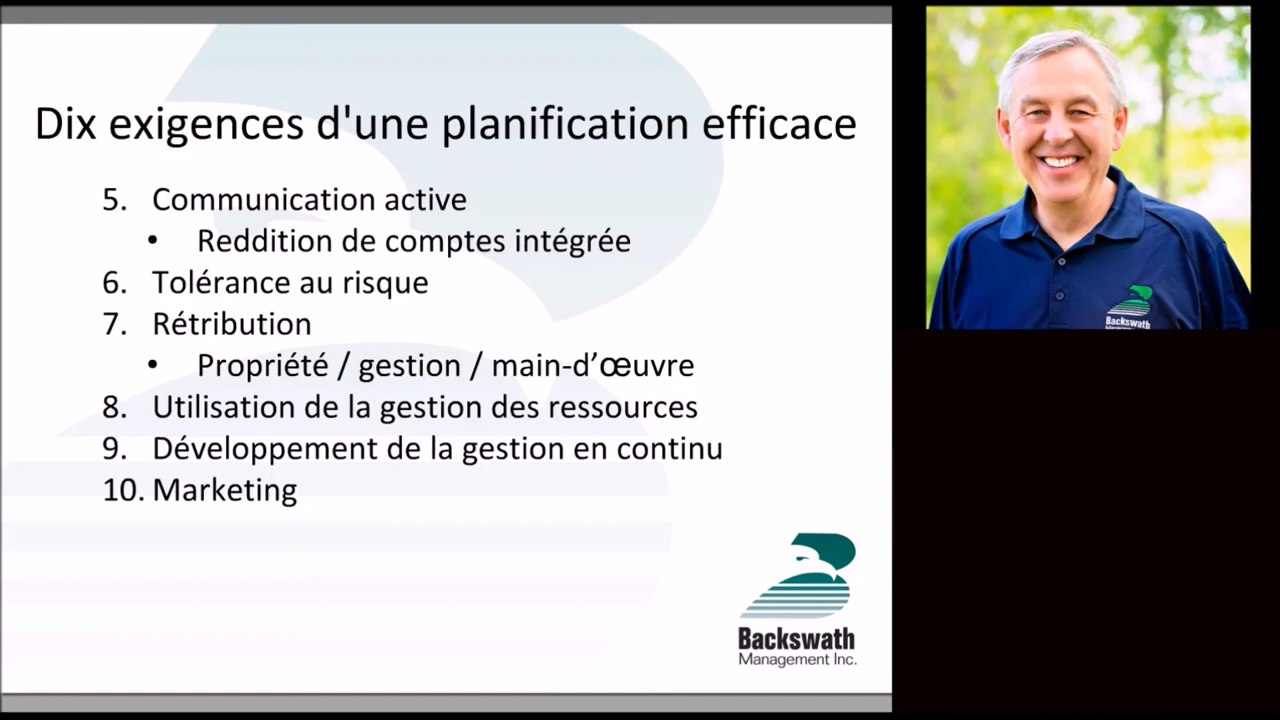 Dix exigences d'une planification efficace
5. Communication active
• Reddition de comptes intégrée
6. Tolérance au risque
7. Rétribution
• Propriété / gestion / main-d’œuvre
8. Utilisation de la gestion des ressources
9. Développement de la gestion en continu
10. Marketing
Backswath
Management Inc.
Backswath